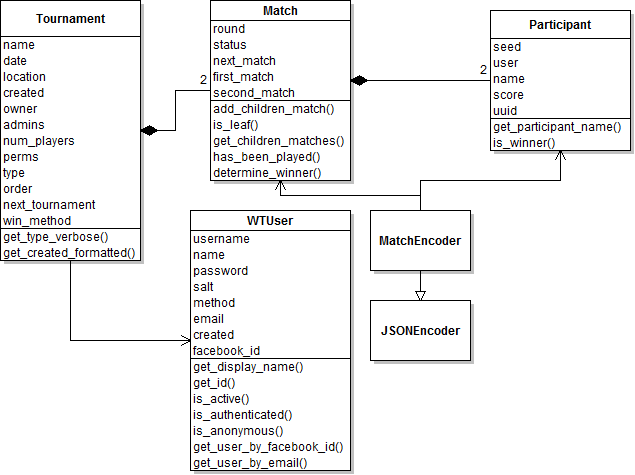 Tournament
name
date
location
created
owner
admins
num_players
perms
type
order
next_tournament
win_method
get_type_verbose()
get_created_formatted()
2
Match
round
status
next_match
first_match
second_match
add_children_match()
is_leaf()
get_children_matches()
has_been_played()
determine_winner()
2
Participant
seed
user
name
score
uuid
get_participant_name()
is_winner()
WTUser
username
name
password
salt
method
email
created
facebook_id
get_display_name()
get_id()
is_active()
is_authenticated()
is_anonymous()
get_user_by_facebook_id()
get_user_by_email()
MatchEncoder
JSONEncoder